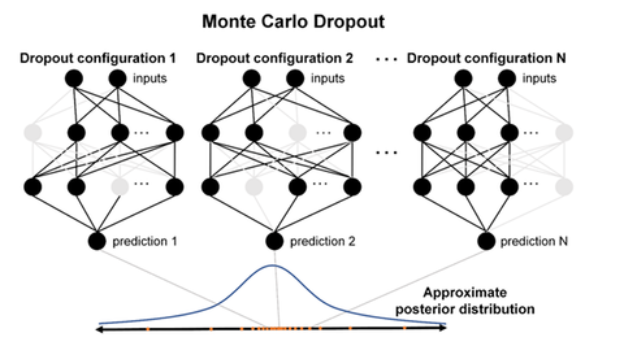 Monte Carlo Dropout
Dropout configuration 1
Dropout configuration 2
...
Dropout configuration N
inputs
inputs
inputs
...
...
...
...
...
...
...
prediction 1
prediction 2
prediction N
Approximate
posterior distribution